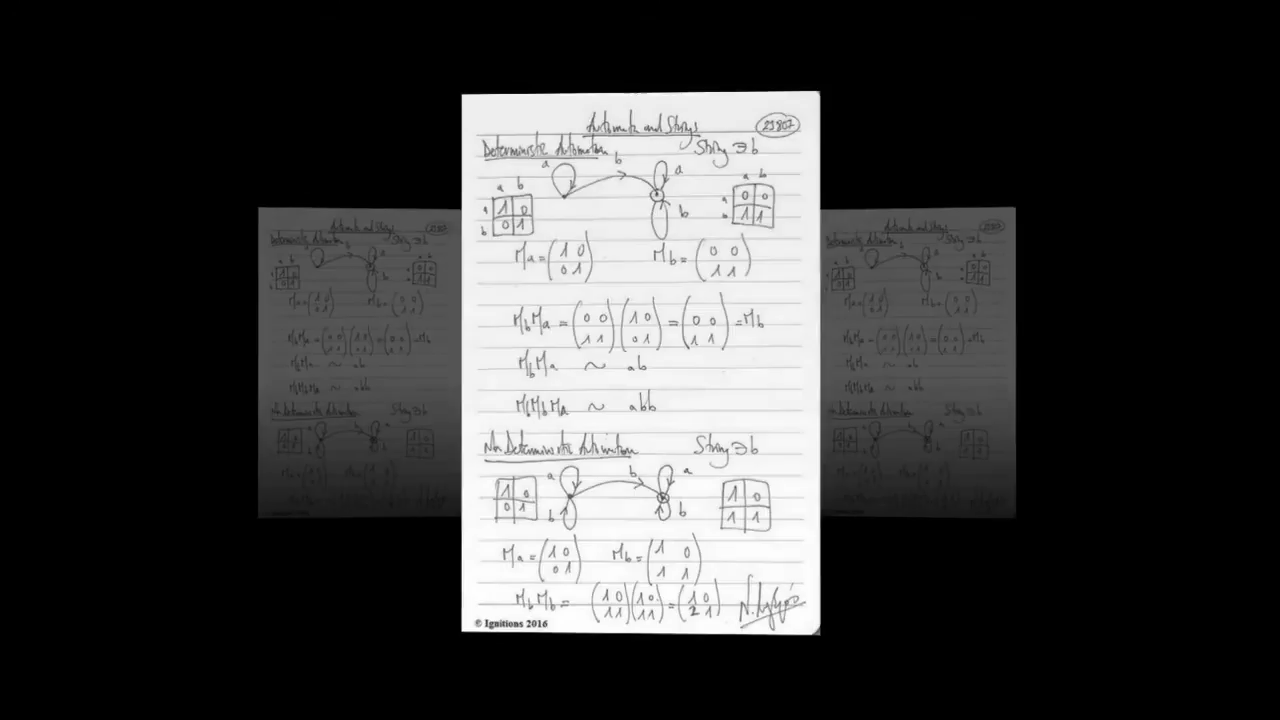 Automata and Strings 23807
Deterministic Automaton String ∋ b
a b a a b
a b
a 1 0 a 0 0
b 0 1 b b 1 1
Ma = (1 0 / 0 1) Mb = (0 0 / 1 1)
MbMa = (0 0 / 1 1) (1 0 / 0 1) = (0 0 / 1 1) = Mb
MbMa ~ ab
MbMbMa ~ abb
Non Deterministic Automaton String ∋ b
a b a
1 0 1 0
0 1 b b 1 1
Ma = (1 0 / 0 1) Mb = (1 0 / 1 1)
MbMb = (1 0 / 1 1) (1 0 / 1 1) = (1 0 / 2 1)
© Ignitions 2016